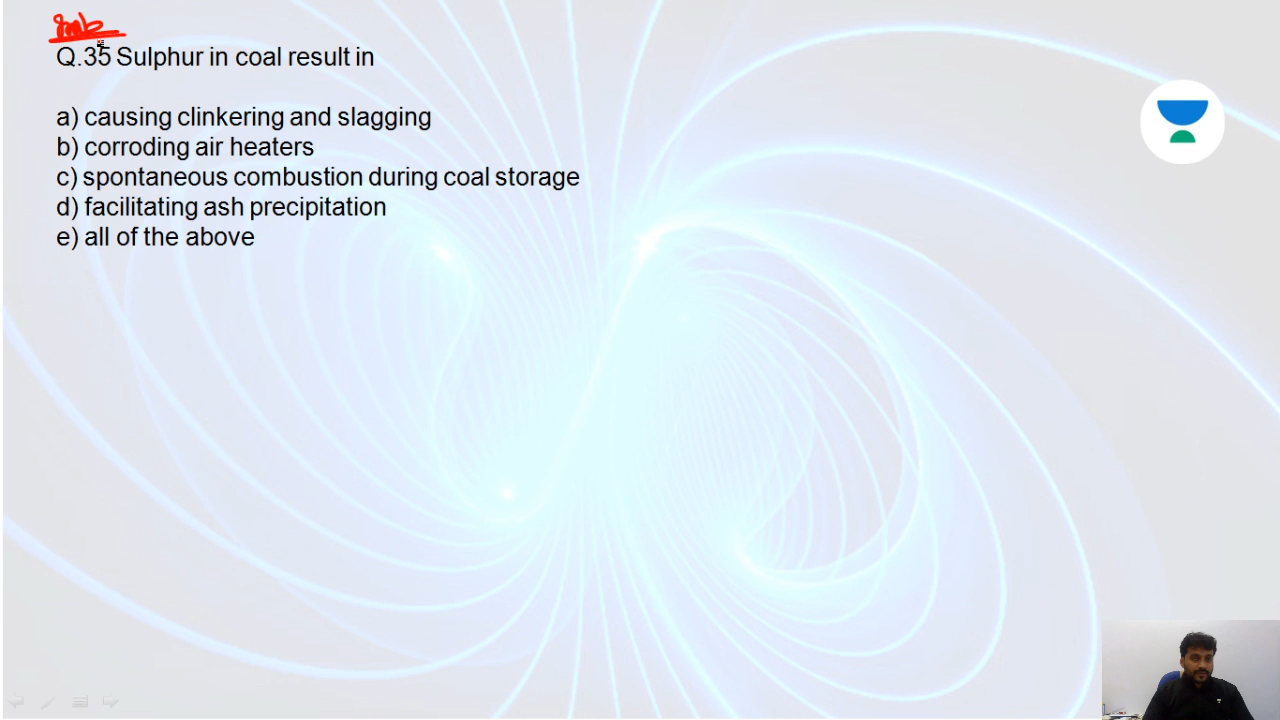 Imp
Q.35 Sulphur in coal result in
a) causing clinkering and slagging
b) corroding air heaters
c) spontaneous combustion during coal storage
d) facilitating ash precipitation
e) all of the above